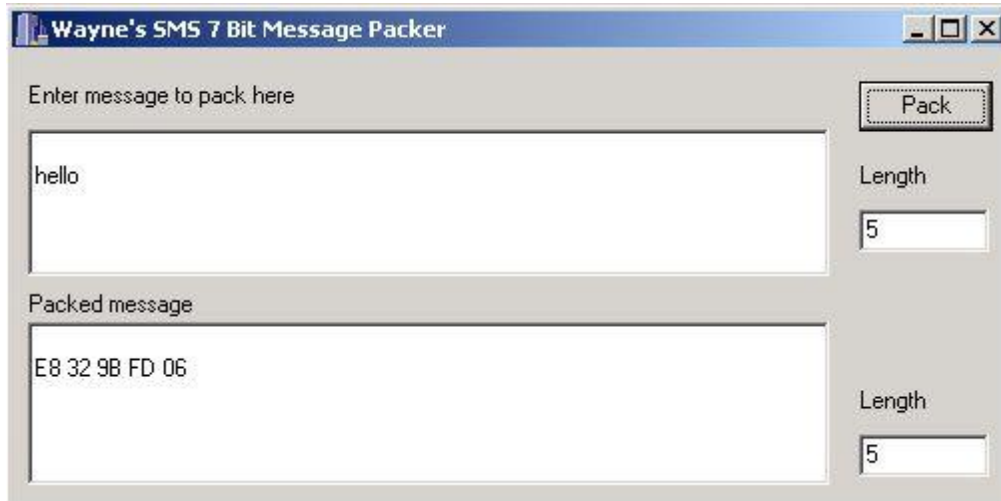 Wayne's SMS 7 Bit Message Packer
Enter message to pack here
Pack
hello
Length
5
Packed message
E8 32 9B FD 06
Length
5